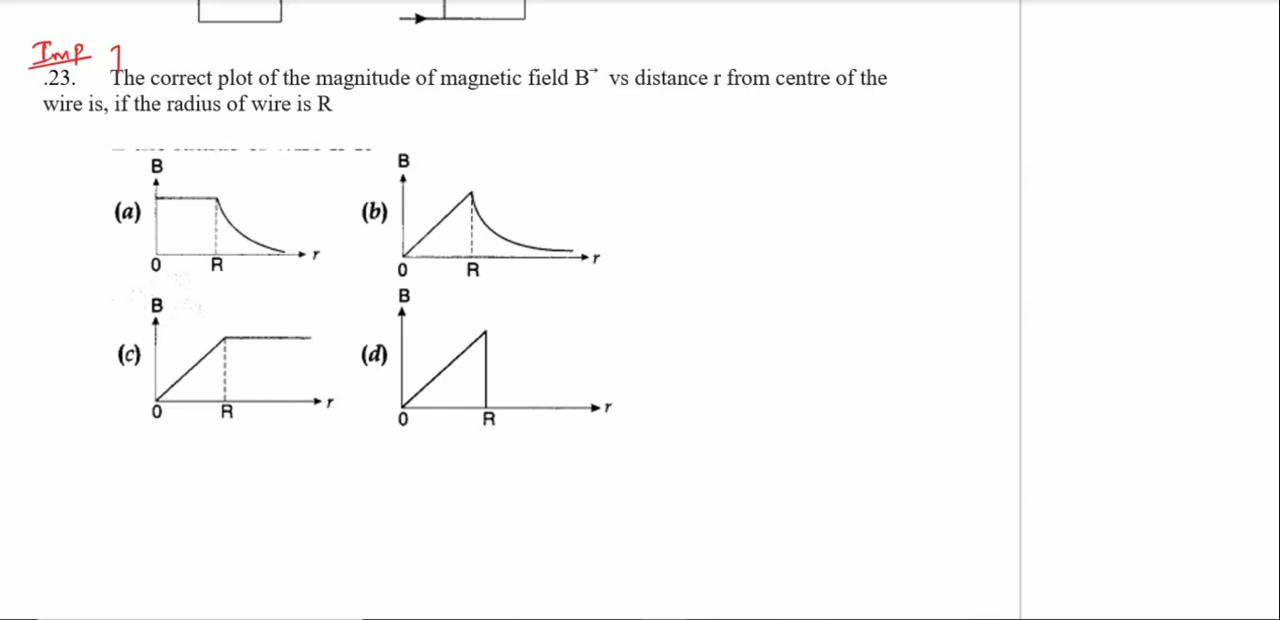 Imp 1
.23. The correct plot of the magnitude of magnetic field B→ vs distance r from centre of the
wire is, if the radius of wire is R
(a) B 0 R r
(b) B 0 R r
(c) B 0 R r
(d) B 0 R r